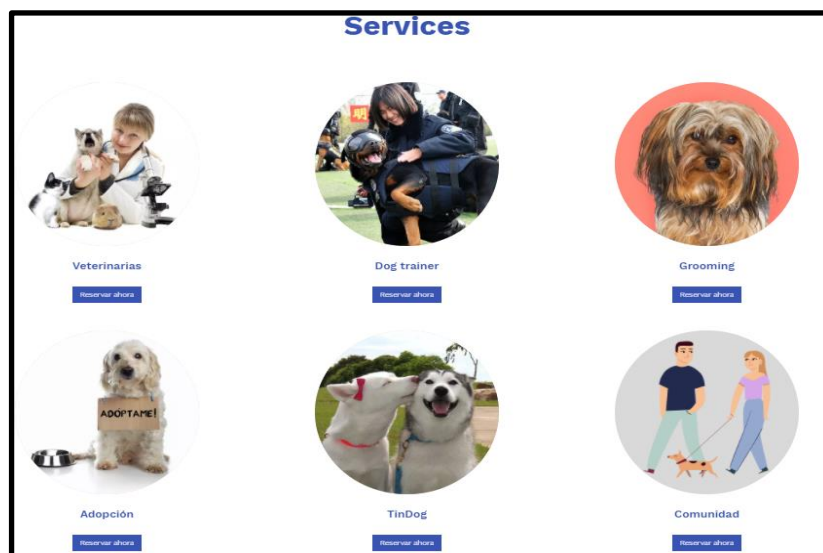 Services
Veterinarias
Dog trainer
Grooming
Reservar ahora
Reservar ahora
Reservar ahora
ADÓPTAME!
Adopción
TinDog
Comunidad
Reservar ahora
Reservar ahora
Reservar ahora